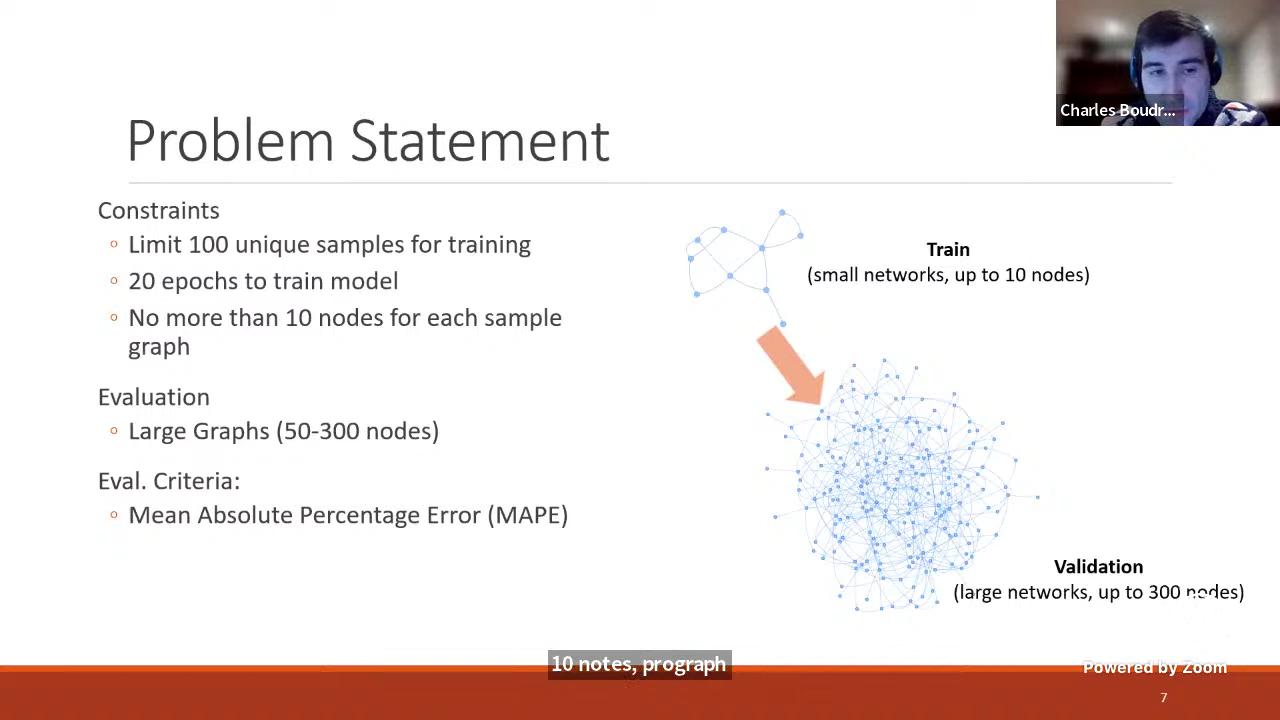 Charles Boudr...
Problem Statement
Constraints
◦ Limit 100 unique samples for training
◦ 20 epochs to train model
◦ No more than 10 nodes for each sample
graph
Evaluation
◦ Large Graphs (50-300 nodes)
Eval. Criteria:
◦ Mean Absolute Percentage Error (MAPE)
Train
(small networks, up to 10 nodes)
Validation
(large networks, up to 300 nodes)
10 notes, prograph
Powered by Zoom
7